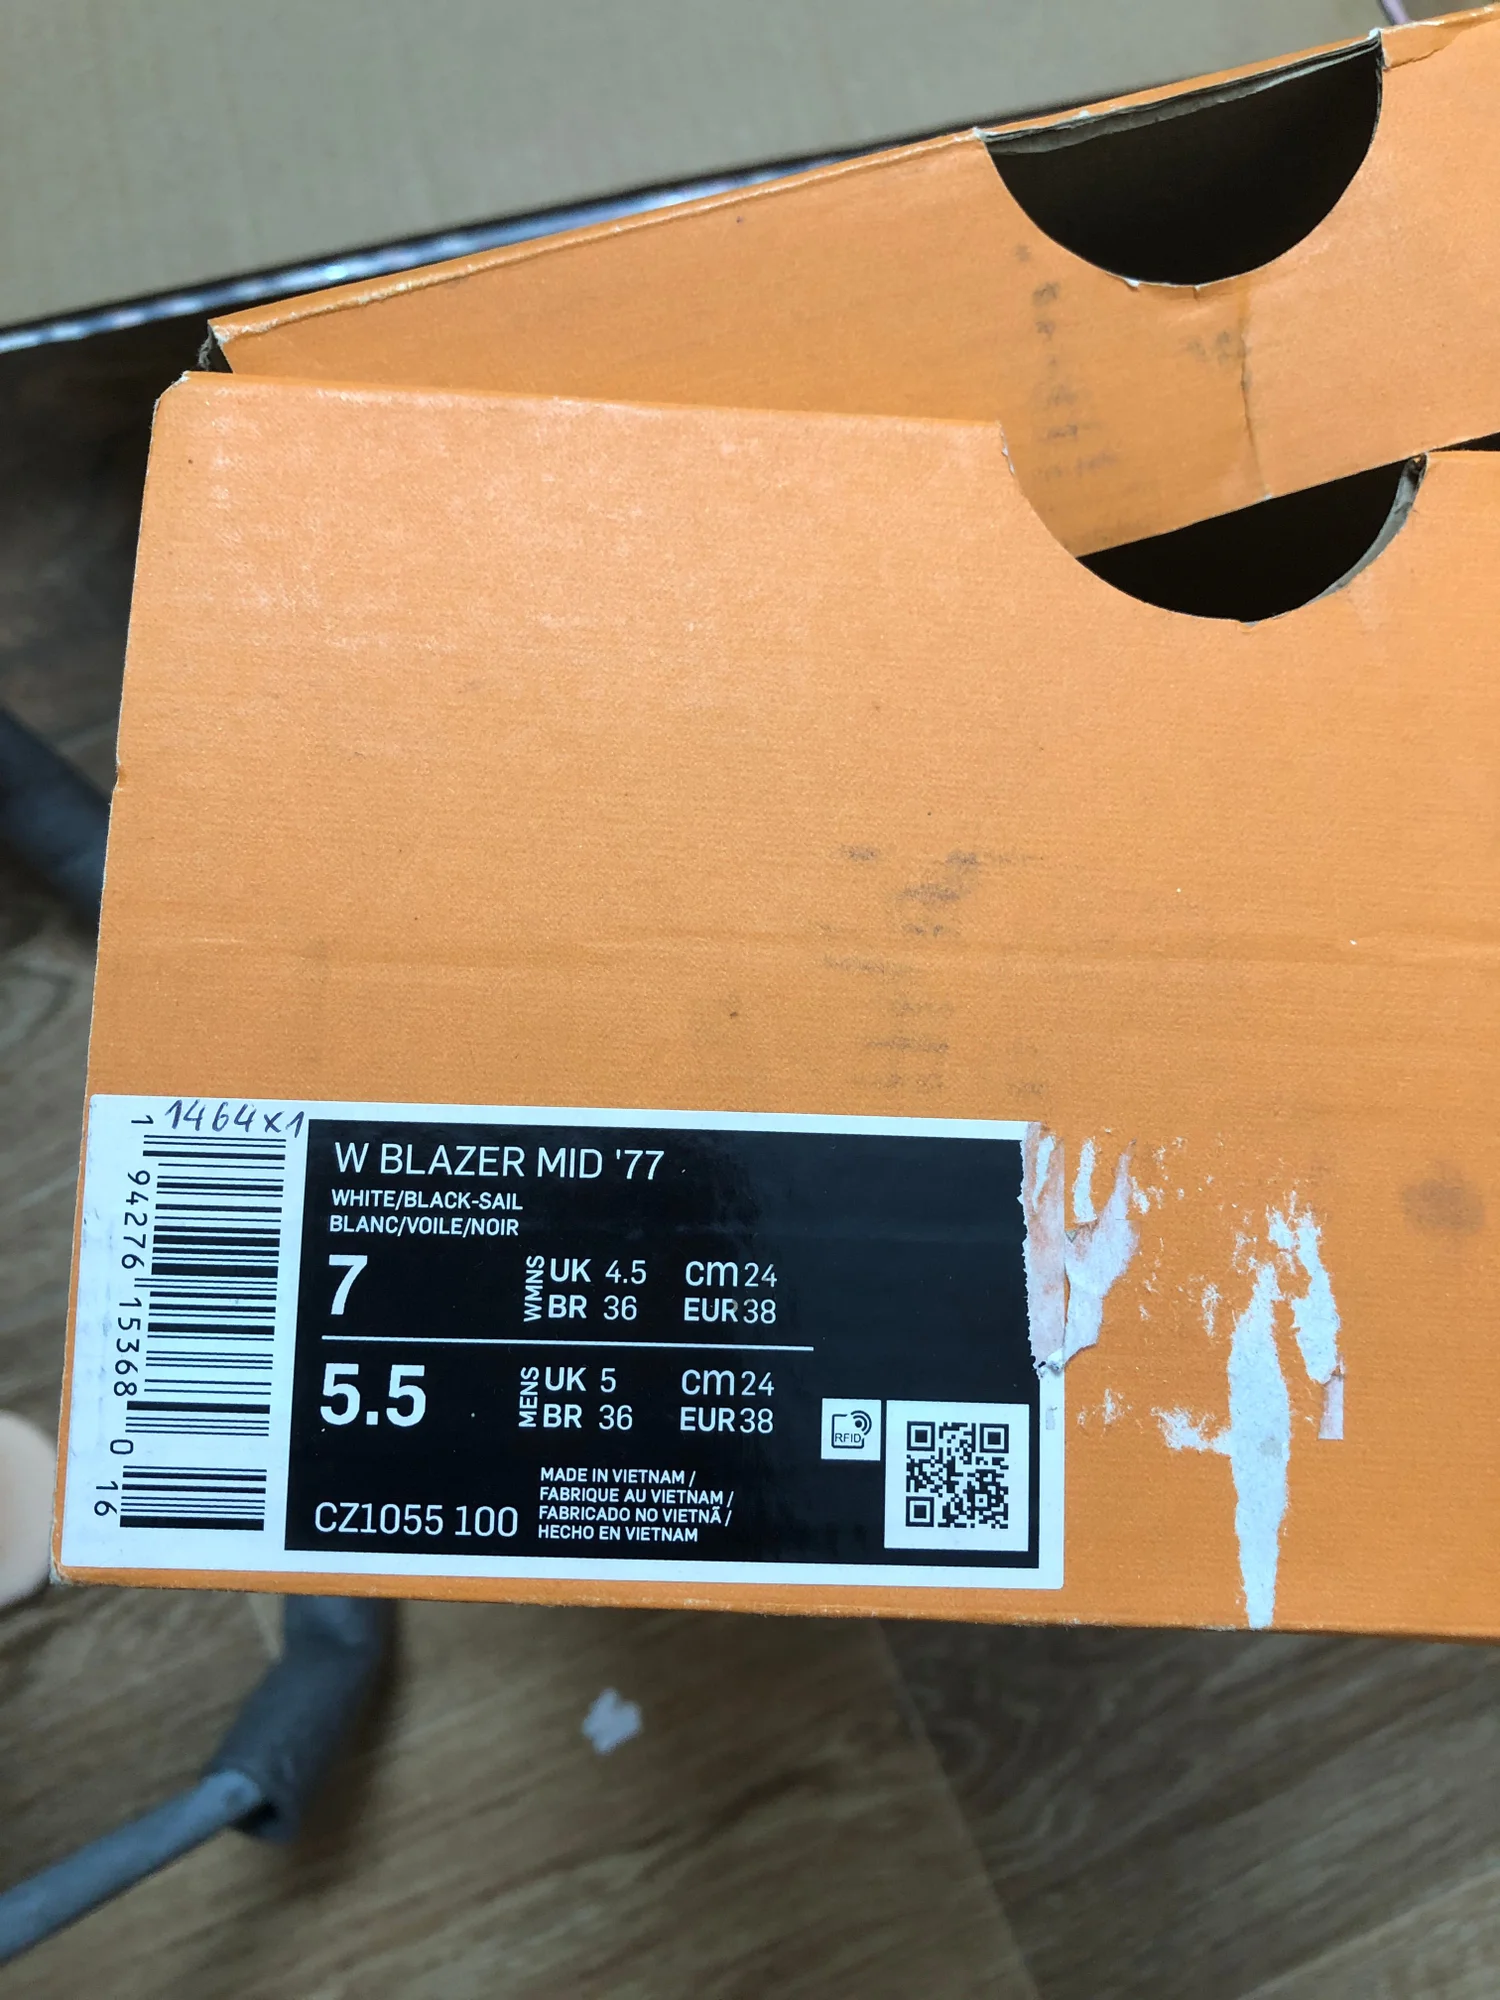 1464x1
1 94276 15368 0 16
W BLAZER MID '77
WHITE/BLACK-SAIL
BLANC/VOILE/NOIR
7 WMNS UK 4.5 cm 24
BR 36 EUR 38
5.5 MENS UK 5 cm 24
BR 36 EUR 38
RFID
MADE IN VIETNAM /
FABRIQUE AU VIETNAM /
FABRICADO NO VIETNÃ /
HECHO EN VIETNAM
CZ1055 100